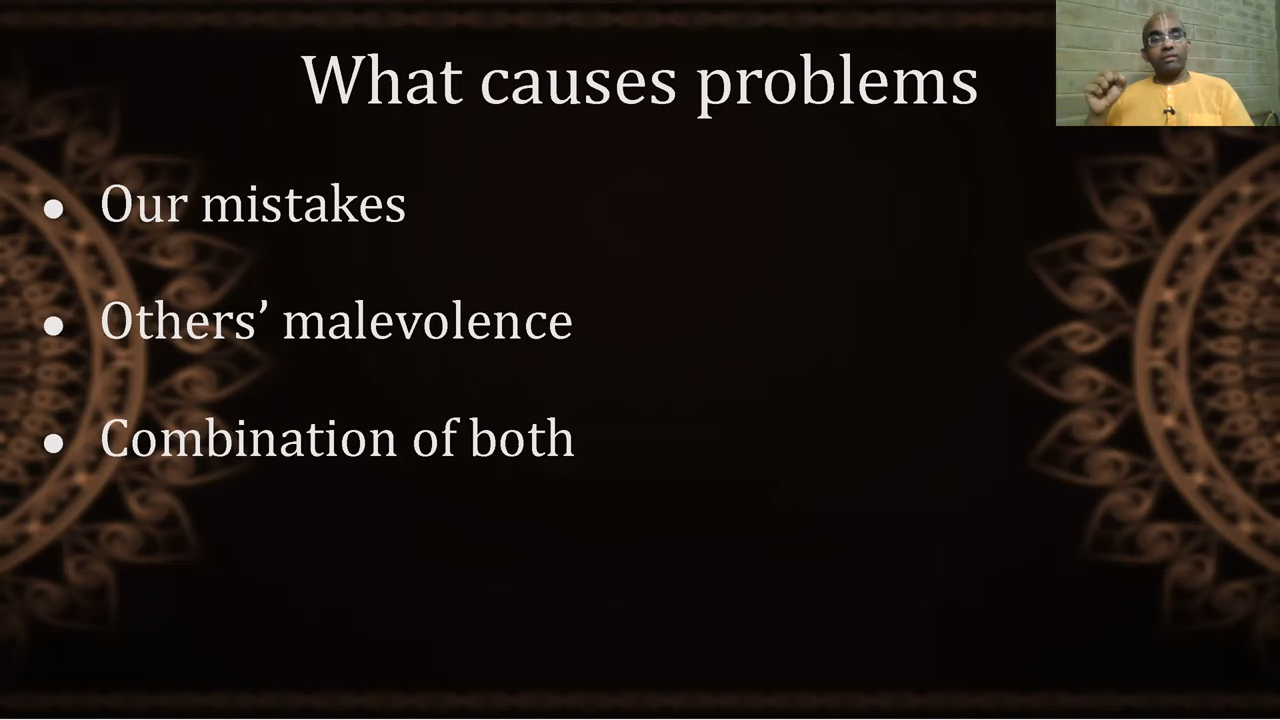 What causes problems
● Our mistakes
● Others’ malevolence
● Combination of both